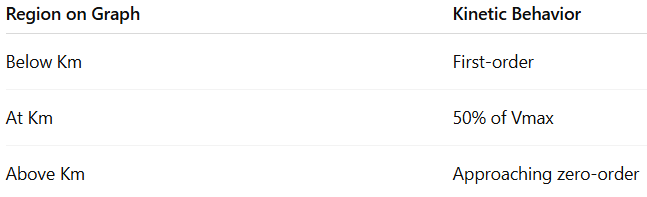 Region on Graph Kinetic Behavior
Below Km First-order
At Km 50% of Vmax
Above Km Approaching zero-order